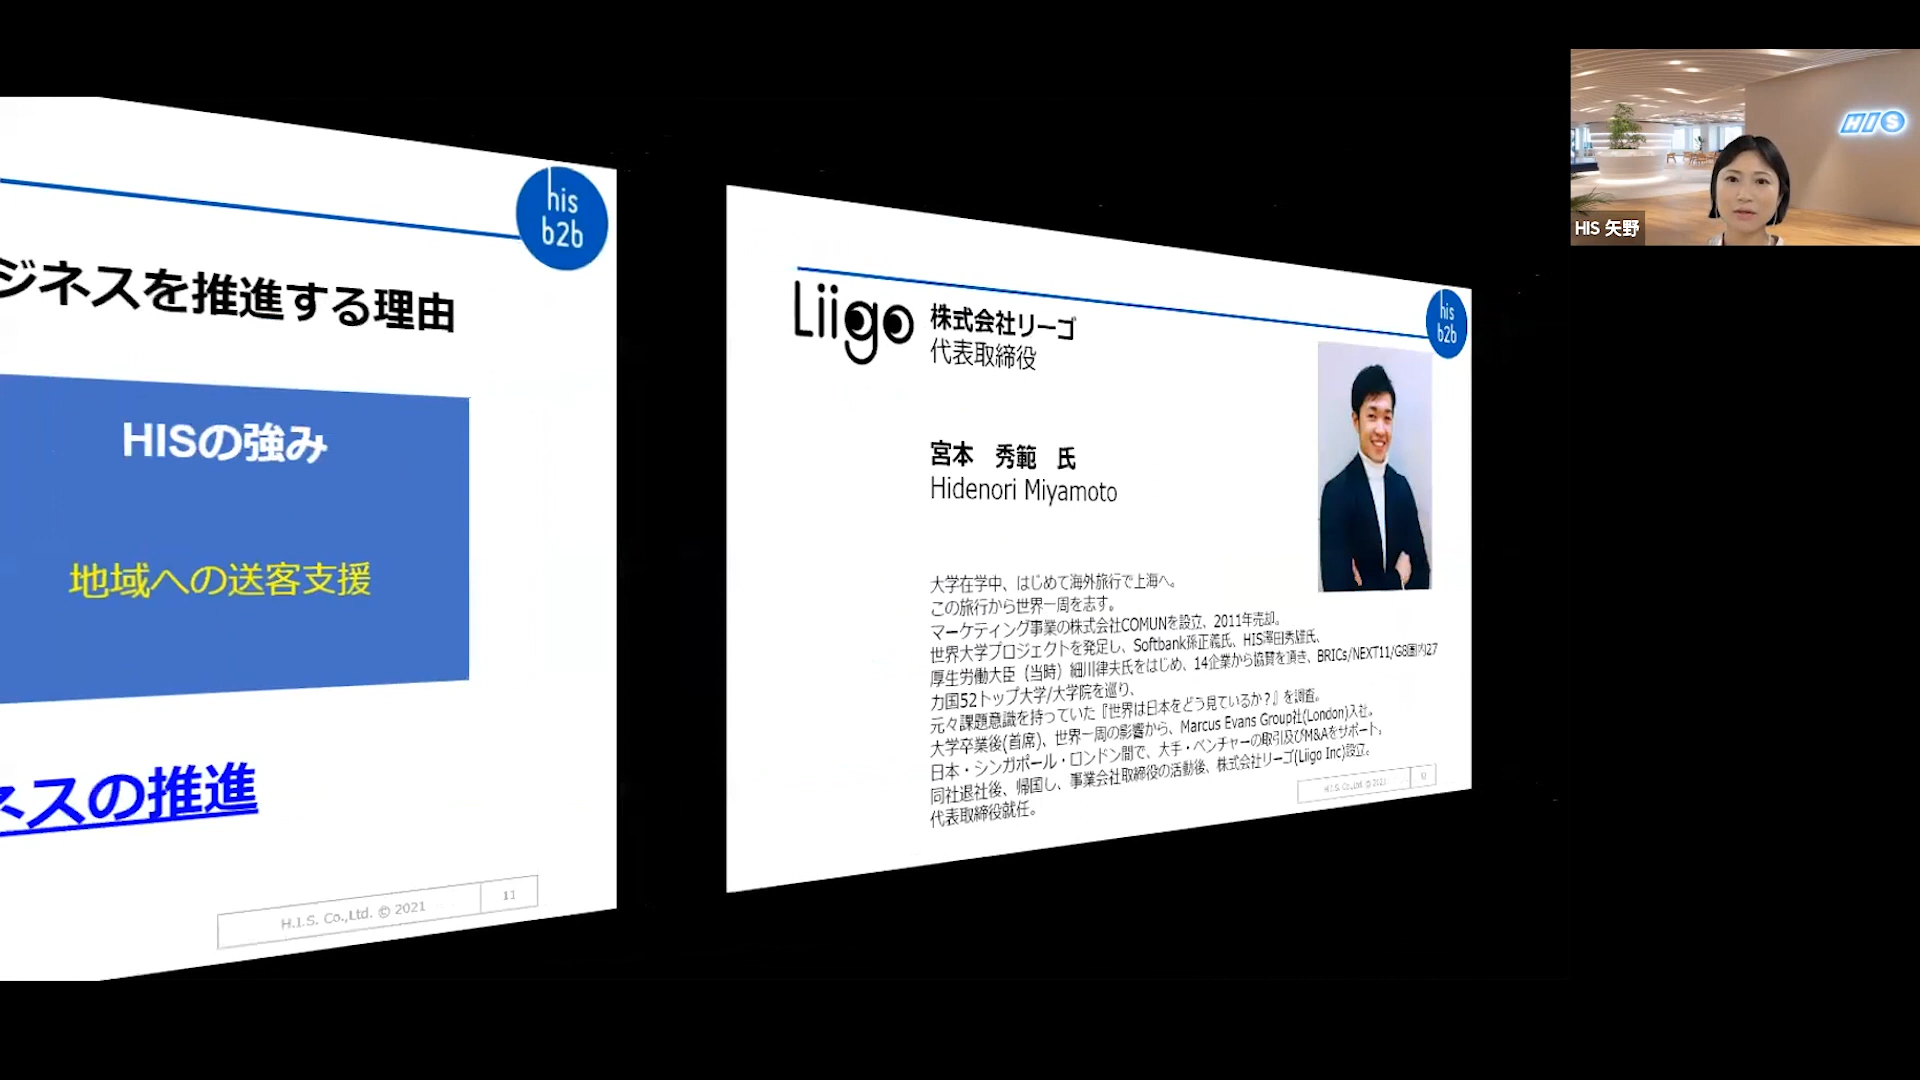 his
b2b
ジネスを推進する理由
HISの強み
地域への送客支援
ネスの推進
H.I.S. Co.,Ltd. © 2021
11
his
b2b
Liigo
株式会社リーゴ
代表取締役
宮本 秀範 氏
Hidenori Miyamoto
大学在学中、はじめて海外旅行で上海へ。
この旅行から世界一周を志す。
マーケティング事業の株式会社COMUNを設立、2011年売却。
世界大学プロジェクトを発足し、Softbank孫正義氏、HIS澤田秀雄氏、
厚生労働大臣（当時）細川律夫氏をはじめ、14企業から協賛を頂き、BRICs/NEXT11/G8圏内27
カ国52トップ大学/大学院を巡り、
元々課題意識を持っていた『世界は日本をどう見ているか？』を調査。
大学卒業後(首席)、世界一周の影響から、Marcus Evans Group社(London)入社。
日本・シンガポール・ロンドン間で、大手・ベンチャーの取引及びM&Aをサポート。
同社退社後、帰国し、事業会社取締役の活動後、株式会社リーゴ(Liigo Inc)設立。
代表取締役就任。
H.I.S. Co.,Ltd. © 2021
HIS
HIS 矢野